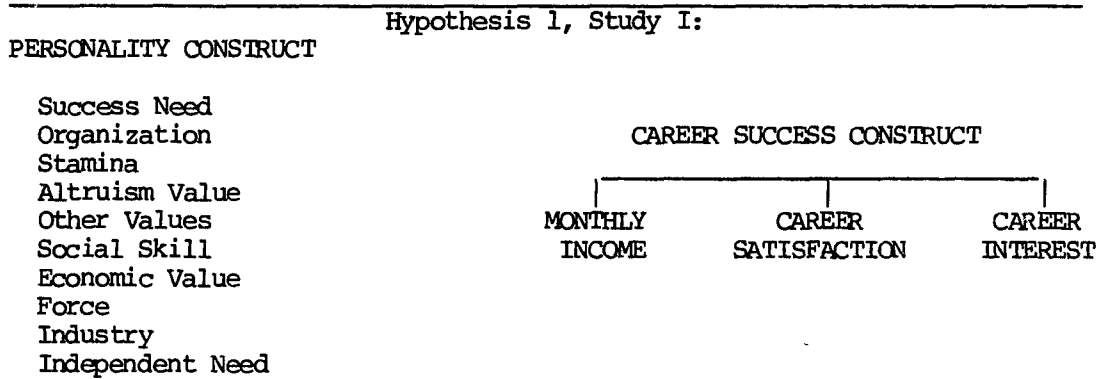 Hypothesis 1, Study I:
PERSONALITY CONSTRUCT
Success Need
Organization
Stamina
Altruism Value
Other Values
Social Skill
Economic Value
Force
Industry
Independent Need
CAREER SUCCESS CONSTRUCT
MONTHLY INCOME
CAREER SATISFACTION
CAREER INTEREST